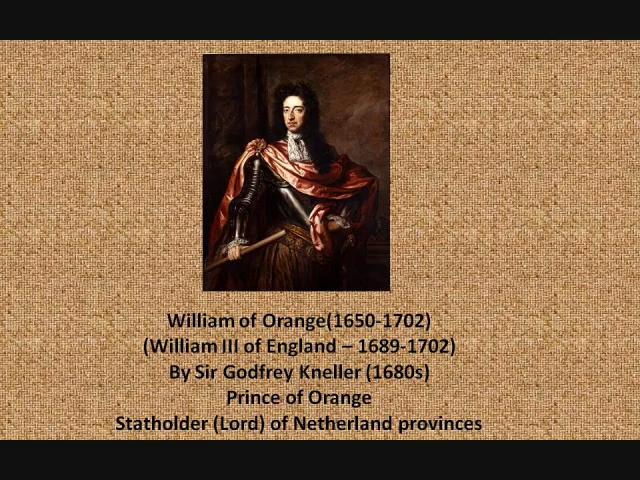 William of Orange(1650-1702)
(William III of England – 1689-1702)
By Sir Godfrey Kneller (1680s)
Prince of Orange
Statholder (Lord) of Netherland provinces